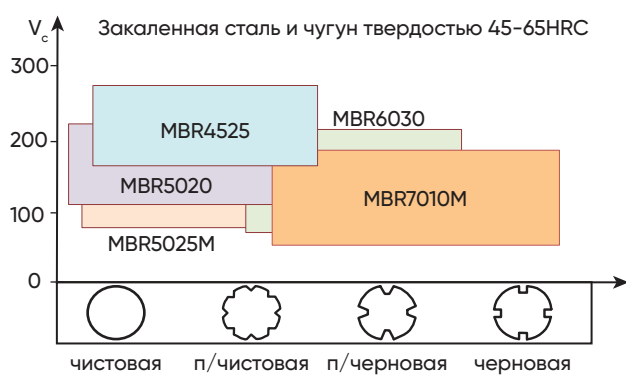 Vc Закаленная сталь и чугун твердостью 45-65HRC
300
MBR6030
MBR4525
200
MBR5020
MBR7010M
100
MBR5025M
0
чистовая п/чистовая п/черновая черновая